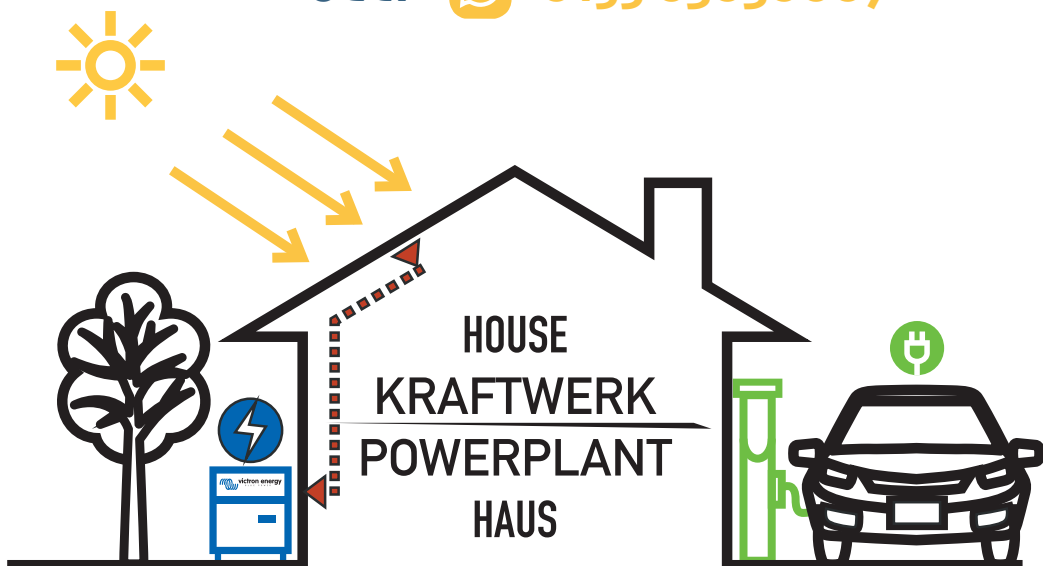 HOUSE
KRAFTWERK
POWERPLANT
HAUS
victron energy